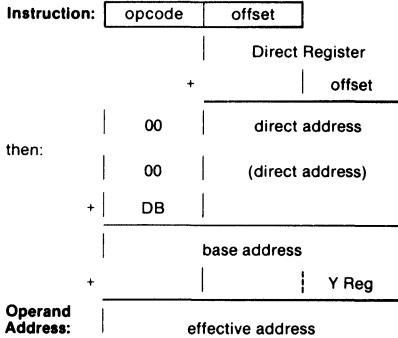 Instruction: opcode offset
Direct Register
+ offset
00 direct address
then:
00 (direct address)
+ DB
base address
+ Y Reg
Operand
Address: effective address